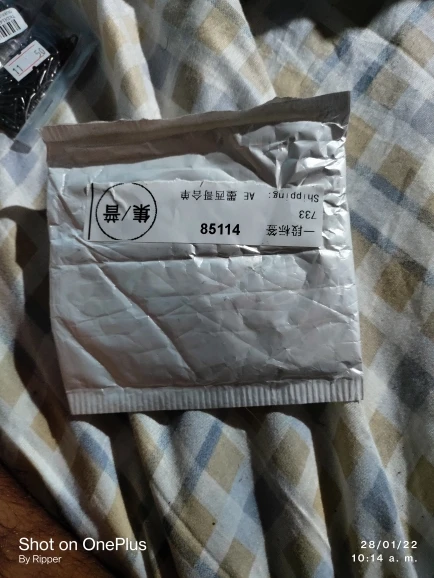 一段标签
85114
733
Shipping: AE 墨西哥合单
集/普
Shot on OnePlus
By Ripper
28/01/22
10:14 a. m.